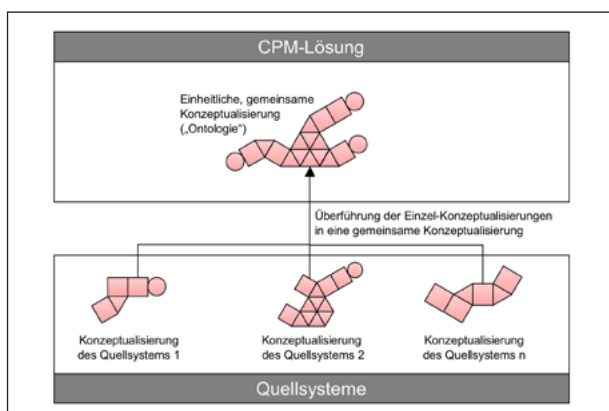 CPM-Lösung
Einheitliche, gemeinsame
Konzeptualisierung
(„Ontologie“)
Überführung der Einzel-Konzeptualisierungen
in eine gemeinsame Konzeptualisierung
Konzeptualisierung
des Quellsystems 1
Konzeptualisierung
des Quellsystems 2
Konzeptualisierung
des Quellsystems n
Quellsysteme